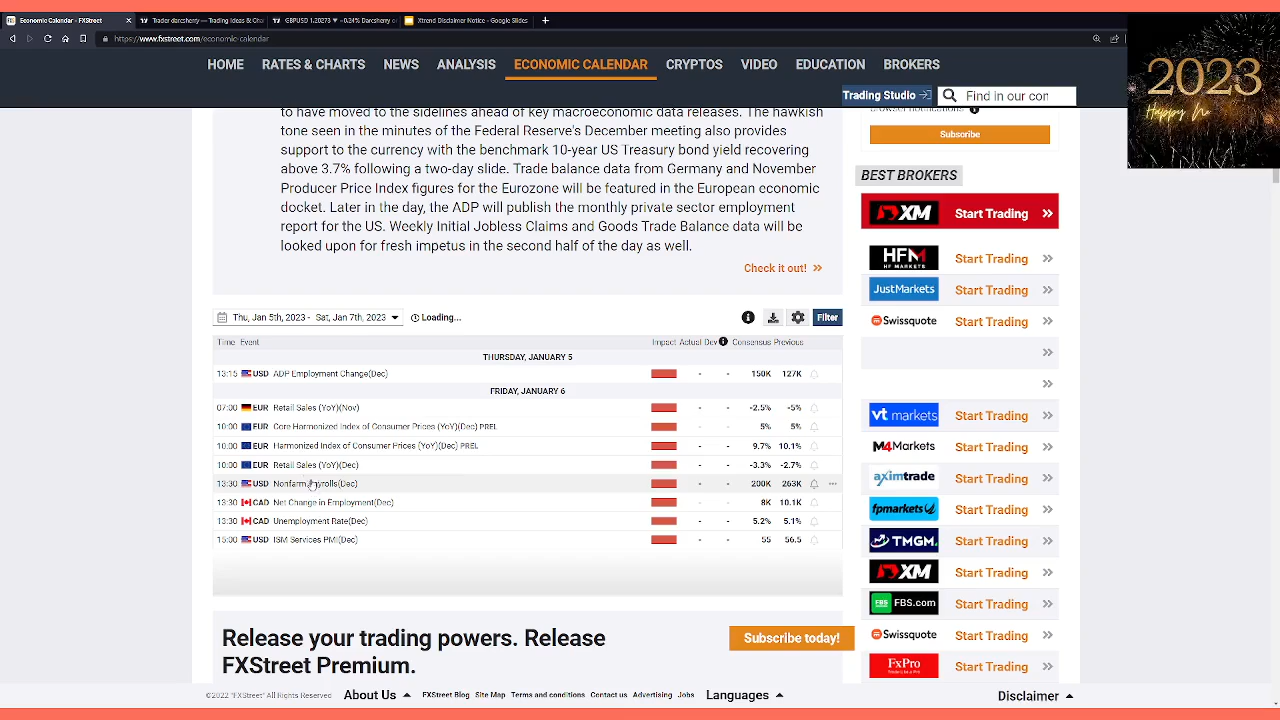 Economic Calendar - FXStreet
Trader darcsherry — Trading Ideas & Cha
GBPUSD 1.20273 ▼ −0.34% Darcsherry
Xtrend Disclaimer Notice - Google Slides
https://www.fxstreet.com/economic-calendar
HOME RATES & CHARTS NEWS ANALYSIS ECONOMIC CALENDAR CRYPTOS VIDEO EDUCATION BROKERS
Trading Studio
Find in our con
2023
Happy
to have moved to the sidelines ahead of key macroeconomic data releases. The hawkish
tone seen in the minutes of the Federal Reserve's December meeting also provides
support to the currency with the benchmark 10-year US Treasury bond yield recovering
above 3.7% following a two-day slide. Trade balance data from Germany and November
Producer Price Index figures for the Eurozone will be featured in the European economic
docket. Later in the day, the ADP will publish the monthly private sector employment
report for the US. Weekly Initial Jobless Claims and Goods Trade Balance data will be
looked upon for fresh impetus in the second half of the day as well.
Check it out!
Thu, Jan 5th, 2023 - Sat, Jan 7th, 2023
Loading...
Filter
Time Event Impact Actual Dev Consensus Previous
THURSDAY, JANUARY 5
13:15 USD ADP Employment Change(Dec) - - 150K 127K
FRIDAY, JANUARY 6
07:00 EUR Retail Sales (YoY)(Nov) - - -2.5% -5%
10:00 EUR Core Harmonized Index of Consumer Prices (YoY)(Dec) PREL - - 5% 5%
10:00 EUR Harmonized Index of Consumer Prices (YoY)(Dec) PREL - - 9.7% 10.1%
10:00 EUR Retail Sales (YoY)(Dec) - - -3.3% -2.7%
13:30 USD Nonfarm Payrolls(Dec) - - 200K 263K
13:30 CAD Net Change in Employment(Dec) - - 8K 10.1K
13:30 CAD Unemployment Rate(Dec) - - 5.2% 5.1%
15:00 USD ISM Services PMI(Dec) - - 55 56.5
Release your trading powers. Release
FXStreet Premium.
Subscribe today!
browser notifications
Subscribe
BEST BROKERS
XM Start Trading
HFM HF MARKETS Start Trading
JustMarkets Start Trading
Swissquote Start Trading
vt markets Start Trading
M4Markets Start Trading
aximtrade Start Trading
fpmarkets Start Trading
TMGM Start Trading
XM Start Trading
FBS FBS.com Start Trading
Swissquote Start Trading
FxPro Start Trading
©2022 "FXStreet" All Rights Reserved About Us FXStreet Blog Site Map Terms and conditions Contact us Advertising Jobs Languages Disclaimer